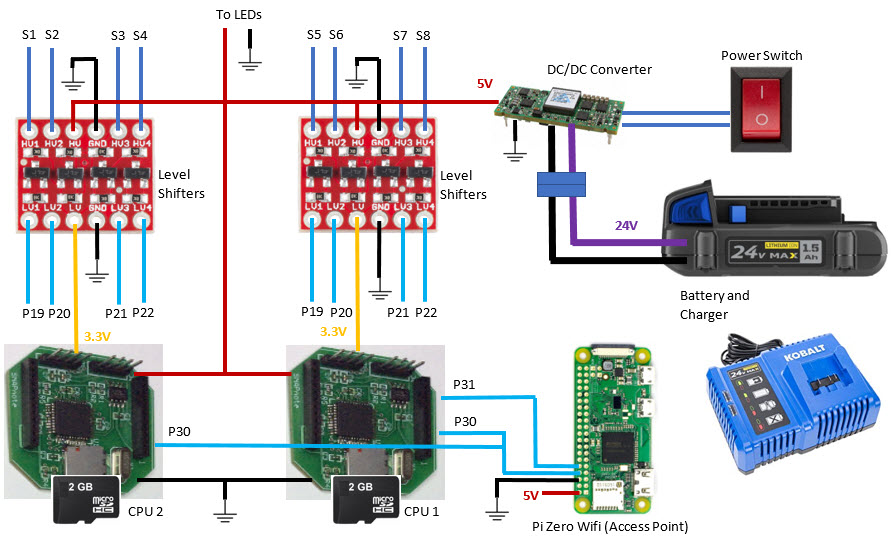 To LEDs
S1 S2 S3 S4 S5 S6 S7 S8
5V
DC/DC Converter
Power Switch
HV1 HV2 HV GND HV3 HV4
HV1 HV2 HV GND HV3 HV4
Level
Shifters
Level
Shifters
LV1 LV2 LV GND LV3 LV4
LV1 LV2 LV GND LV3 LV4
24V
24V MAX LITHIUM ION 1.5
Ah
P19 P20 P21 P22
P19 P20 P21 P22
3.3V
3.3V
Battery and
Charger
KOBALT
24V MAX
P31
P30
P30
2 GB
micro
SD
HC
CPU 2
2 GB
micro
SD
HC
CPU 1
5V
Pi Zero Wifi (Access Point)